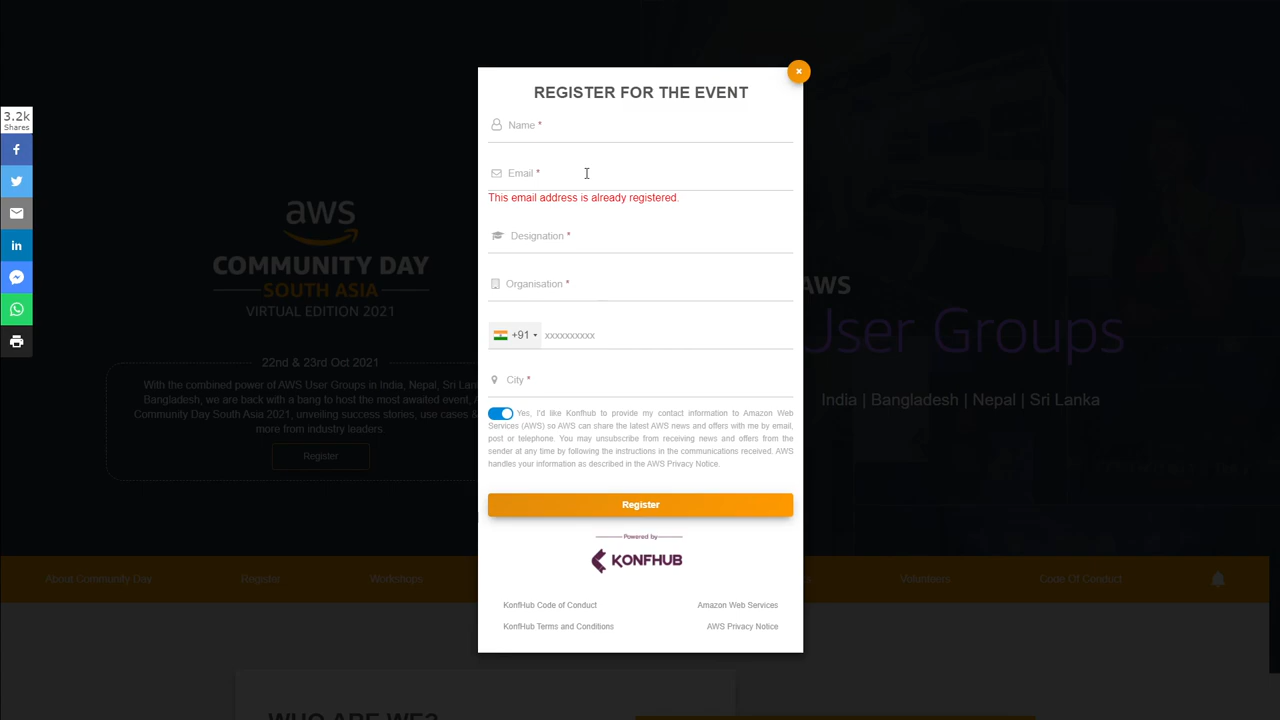 ×
REGISTER FOR THE EVENT
Name *
Email *
This email address is already registered.
Designation *
Organisation *
+91 xxxxxxxxxx
City *
Yes, I'd like Konfhub to provide my contact information to Amazon Web
Services (AWS) so AWS can share the latest AWS news and offers with me by email,
post or telephone. You may unsubscribe from receiving news and offers from the
sender at any time by following the instructions in the communications received. AWS
handles your information as described in the AWS Privacy Notice.
Register
Powered by
KONFHUB
KonfHub Code of Conduct
Amazon Web Services
KonfHub Terms and Conditions
AWS Privacy Notice
3.2k
Shares
f
in
aws
COMMUNITY DAY
SOUTH ASIA
VIRTUAL EDITION 2021
22nd & 23rd Oct 2021
With the combined power of AWS User Groups in India, Nepal, Sri Lan
Bangladesh, we are back with a bang to host the most awaited event, A
Community Day South Asia 2021, unveiling success stories, use cases &
more from industry leaders
Register
AWS
User Groups
India | Bangladesh | Nepal | Sri Lanka
About Community Day
Register
Workshops
Volunteers
Code Of Conduct
WHO ARE WE?